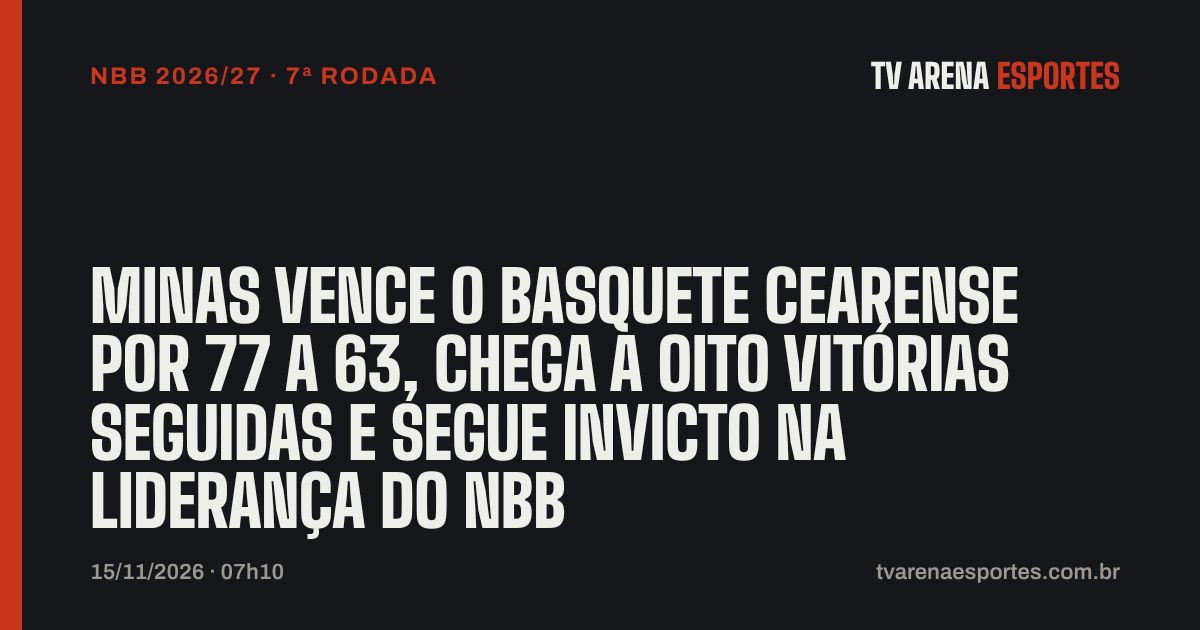 NBB 2026/27 · 7ª RODADA
TV ARENA ESPORTES
MINAS VENCE O BASQUETE CEARENSE
POR 77 A 63, CHEGA A OITO VITÓRIAS
SEGUIDAS E SEGUE INVICTO NA
LIDERANÇA DO NBB
15/11/2026 · 07h10
tvarenaesportes.com.br